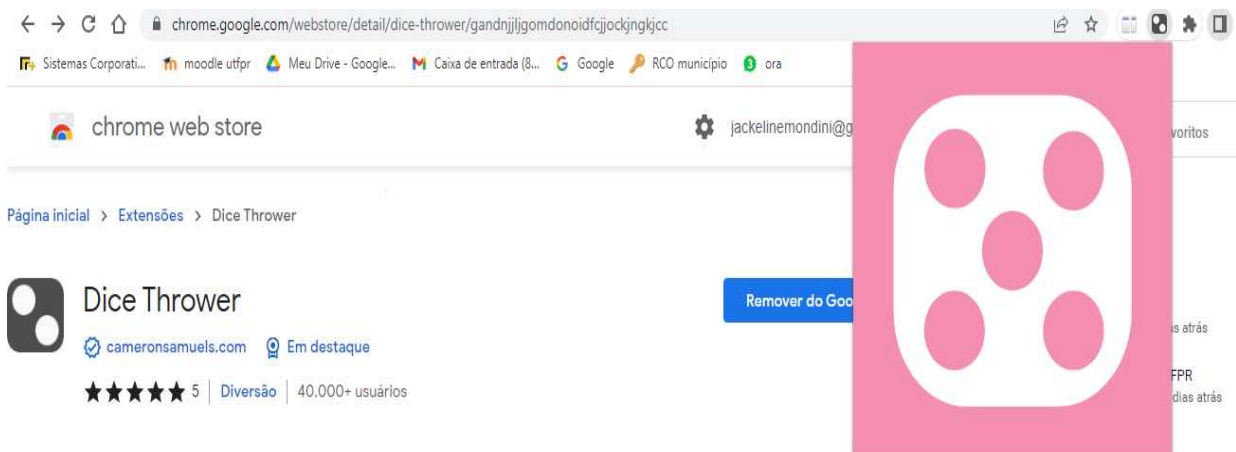 chrome.google.com/webstore/detail/dice-thrower/gandnjjljgomdonoidfcjjockjngkjcc
Sistemas Corporati... moodle utfpr Meu Drive - Google... Caixa de entrada (8... Google RCO município 3 ora
chrome web store jackelinemondini@g voritos
Página inicial > Extensões > Dice Thrower
Dice Thrower Remover do Goo
cameronsamuels.com Em destaque s atrás
5 | Diversão | 40.000+ usuários
FPR
dias atrás